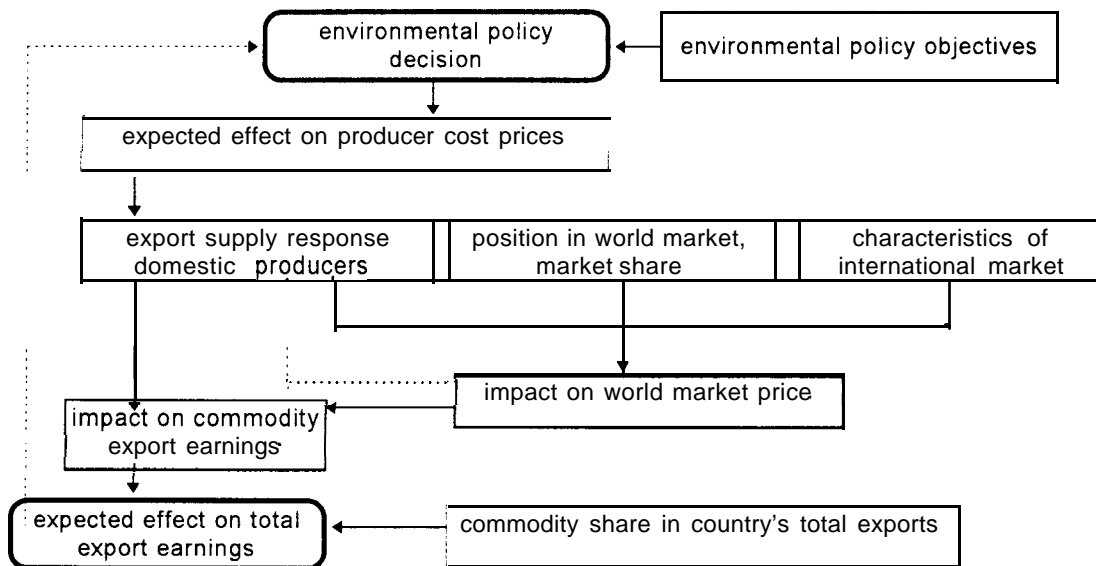 environmental policy
decision
environmental policy objectives
expected effect on producer cost prices
export supply response
domestic producers
position in world market,
market share
characteristics of
international market
impact on world market price
impact on commodity
export earnings
expected effect on total
export earnings
commodity share in country's total exports